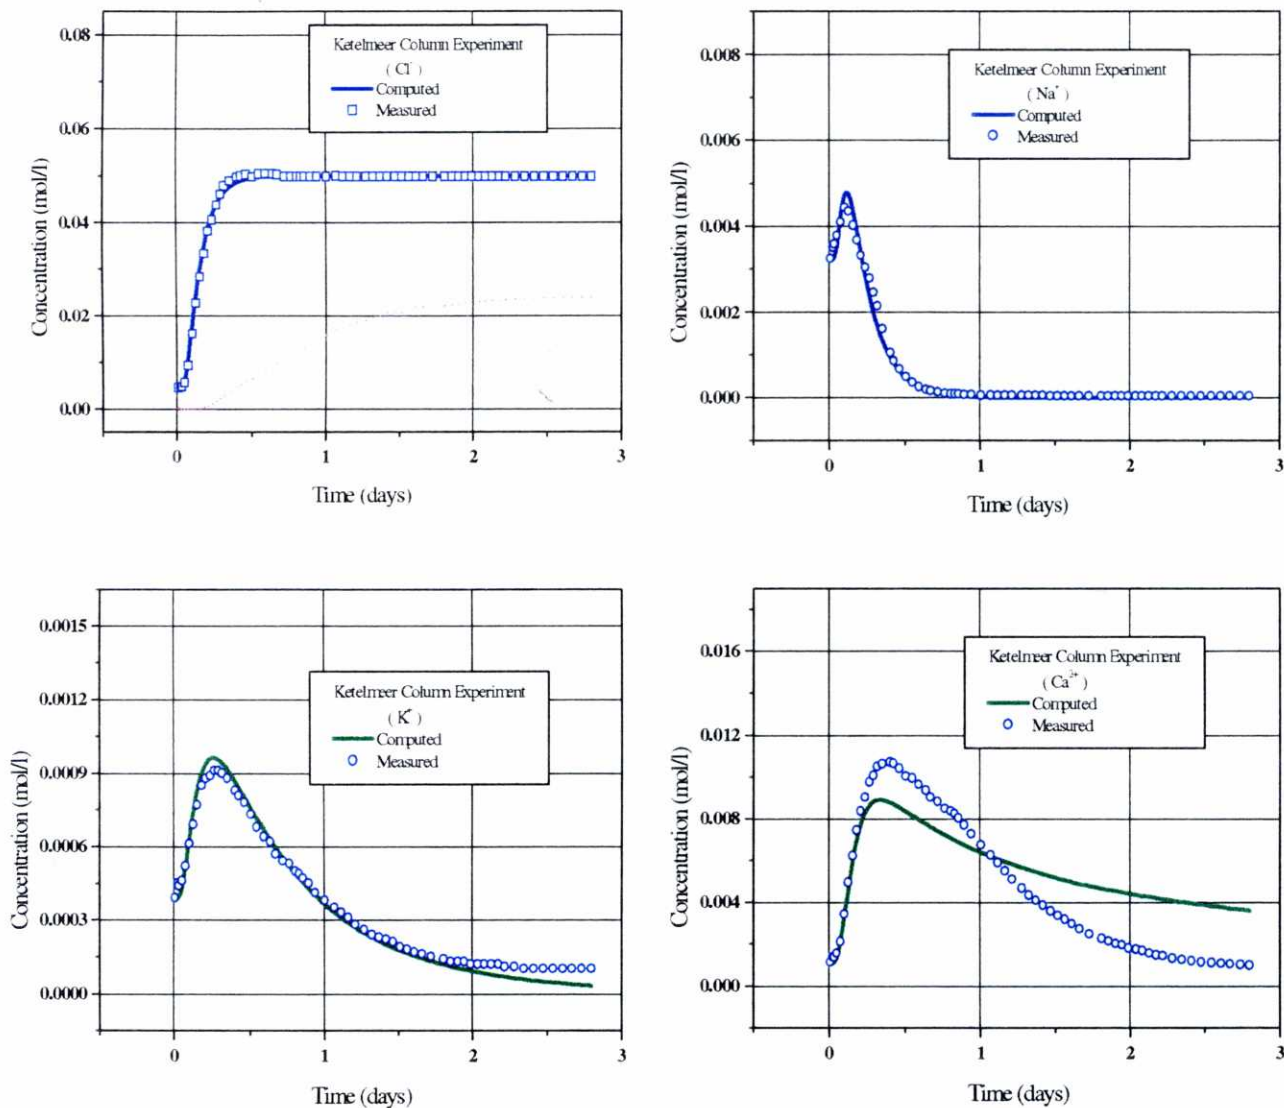 0.08
0.06
0.04
0.02
0.00
Concentration (mol/l)
Ketelmeer Column Experiment
( Cl⁻ )
Computed
Measured
0
1
2
3
Time (days)
0.008
0.006
0.004
0.002
0.000
Concentration (mol/l)
Ketelmeer Column Experiment
( Na⁺ )
Computed
Measured
0
1
2
3
Time (days)
0.0015
0.0012
0.0009
0.0006
0.0003
0.0000
Concentration (mol/l)
Ketelmeer Column Experiment
( K⁺ )
Computed
Measured
0
1
2
3
Time (days)
0.016
0.012
0.008
0.004
0.000
Concentration (mol/l)
Ketelmeer Column Experiment
( Ca²⁺ )
Computed
Measured
0
1
2
3
Time (days)